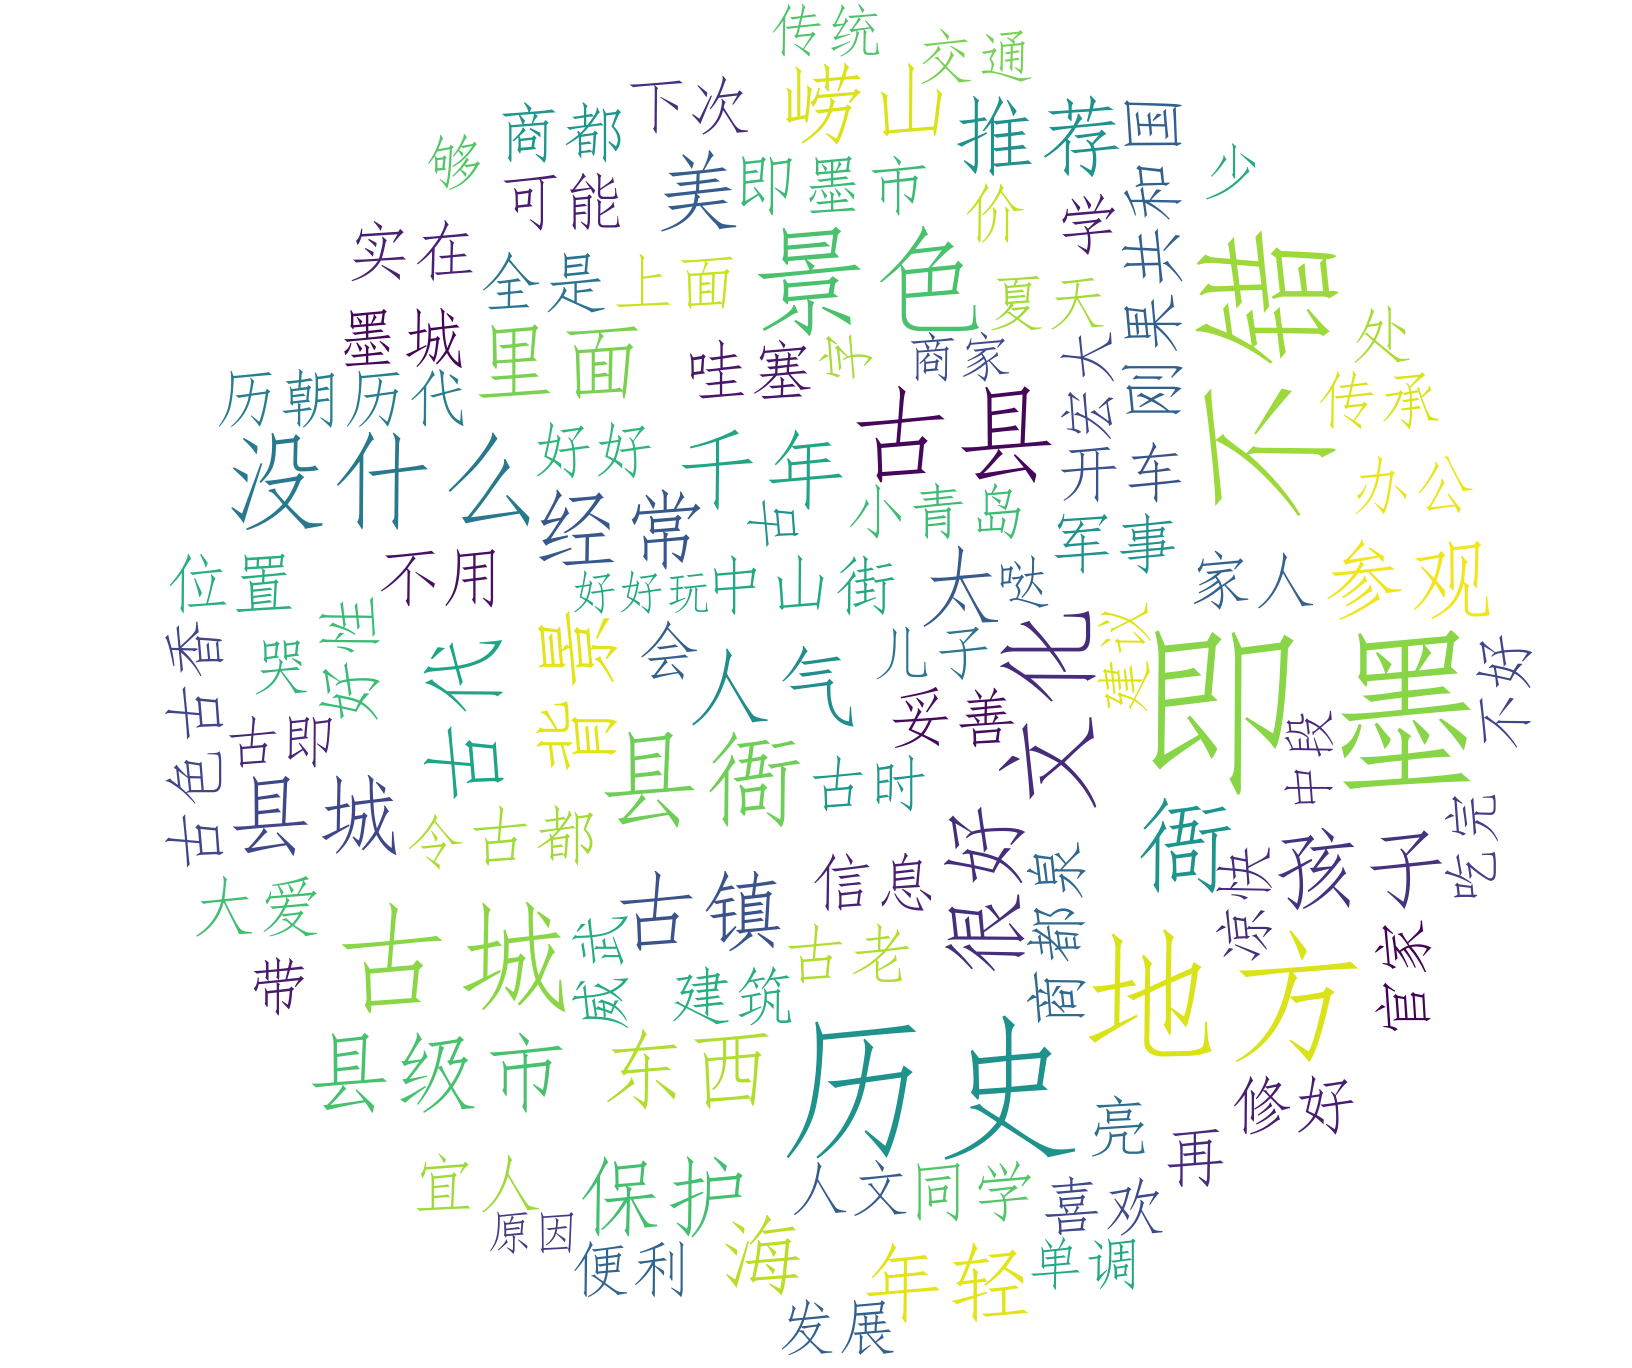 传统
交通
崂山
下次
推荐
商都
刚果共和国
够
少
美
即墨市
可能
价
学
实在
景色
不错
全是
上面
夏天
墨城
里面
哇塞
字
商家
宏大
处
历朝历代
古县
传承
没什么
好好
千年
开车
办公
经常
古
小青岛
军事
不用
位置
好好玩
中山街
太
哒
家人
参观
古色古香
哭
好性
古代
背景
会
人气
儿子
文化
建议
即墨
不好
古即
妥善
中段
县城
县衙
古时
令古都
衙
孩子
吃完
大爱
古镇
信息
很好
商都泉
凉快
带
古城
威武
建筑
古老
地方
官家
县级市
东西
历史
亮
修好
再
宜人
保护
人文
同学
喜欢
原因
便利
海
年轻
单调
发展